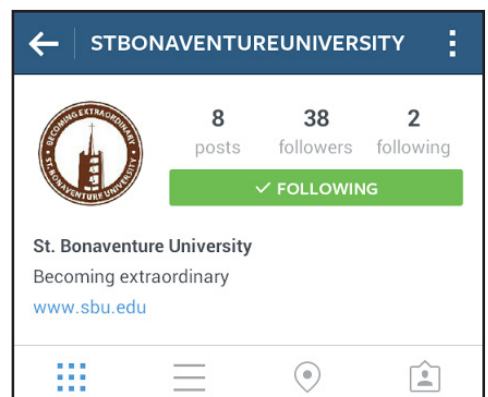 STBONAVENTUREUNIVERSITY
8 38 2
posts followers following
BECOMING EXTRAORDINARY
ST. BONAVENTURE UNIVERSITY
✓ FOLLOWING
St. Bonaventure University
Becoming extraordinary
www.sbu.edu